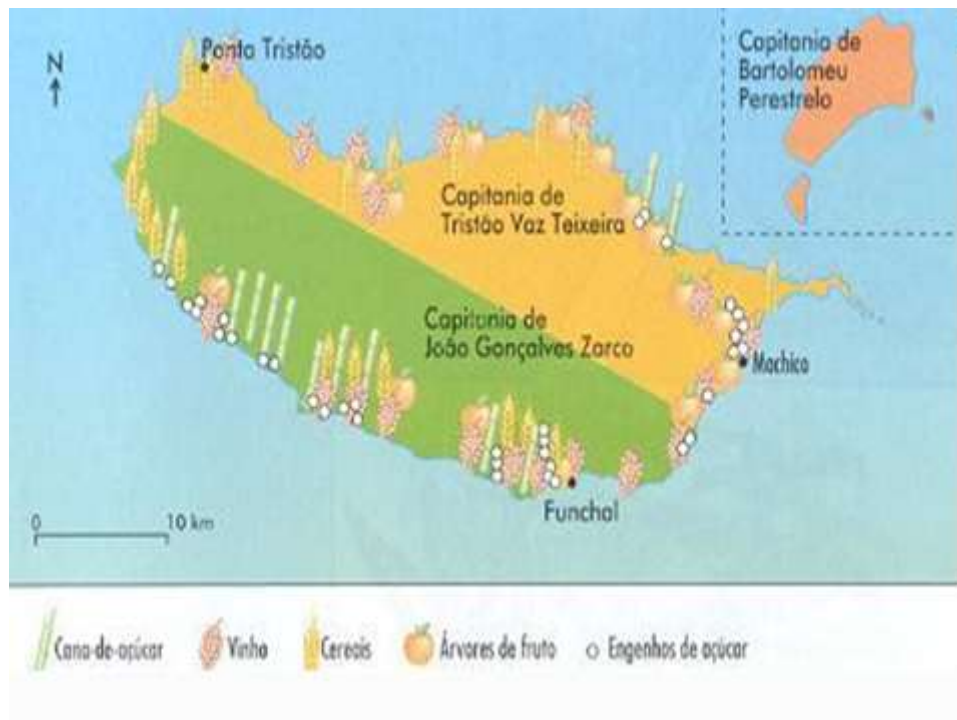 N
Ponta Tristão
Capitania de
Bartolomeu
Perestrelo
Capitania de
Tristão Vaz Teixeira
Capitania de
João Gonçalves Zarco
Machico
Funchal
0 10 km
Cana-de-açúcar Vinha Cereais Árvores de fruto Engenhos de açúcar